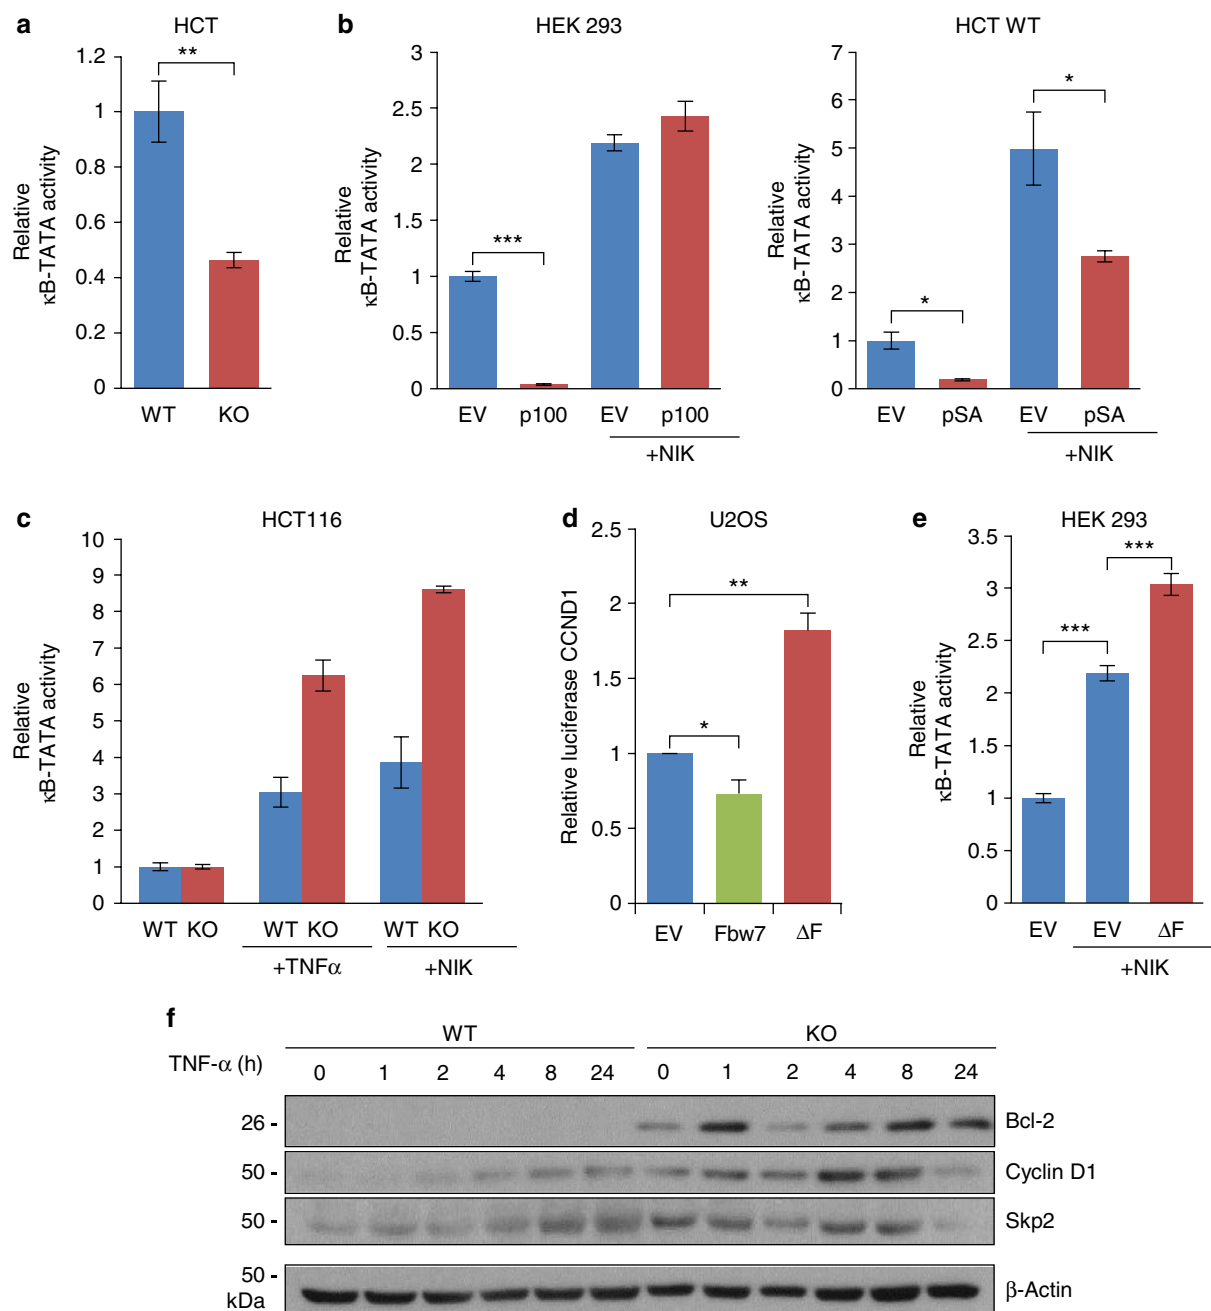 a
HCT
Relative
κB-TATA activity
1.2
1
0.8
0.6
0.4
0.2
0
**
WT KO
b
HEK 293
Relative
κB-TATA activity
3
2.5
2
1.5
1
0.5
0
***
EV p100 EV p100
+NIK
HCT WT
Relative
κB-TATA activity
7
6
5
4
3
2
1
0
*
*
EV pSA EV pSA
+NIK
c
HCT116
Relative
κB-TATA activity
10
9
8
7
6
4
3
2
1
0
WT KO WT KO WT KO
+TNFα +NIK
d
U2OS
Relative luciferase CCND1
2.5
2
1.5
1
0.5
0
**
*
EV Fbw7 ΔF
e
HEK 293
Relative
κB-TATA activity
3.5
3
2.5
2
1.5
1
0.5
0
***
***
EV EV ΔF
+NIK
f
WT KO
TNF-α (h) 0 1 2 4 8 24 0 1 2 4 8 24
26 - Bcl-2
50 - Cyclin D1
50 - Skp2
50 -
kDa β-Actin